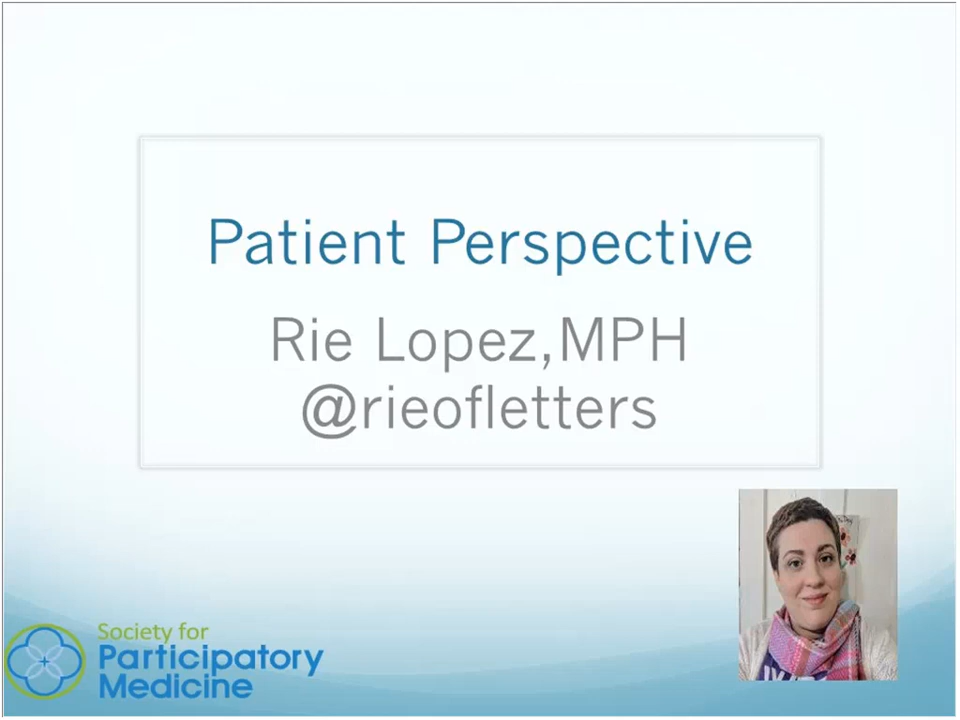 Patient Perspective
Rie Lopez,MPH
@rieofletters
Society for
Participatory
Medicine